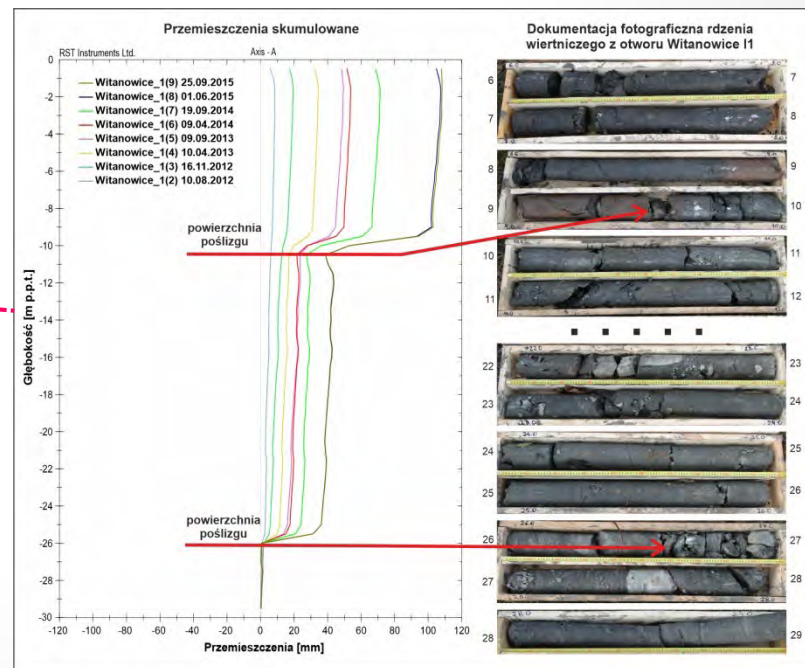 Przemieszczenia skumulowane
RST Instruments Ltd.
Axis - A
0
-2
-4
-6
-8
-10
-12
-14
-16
-18
-20
-22
-24
-26
-28
-30
Głębokość [m p.p.t.]
Witanowice_1(9) 25.09.2015
Witanowice_1(8) 01.06.2015
Witanowice_1(7) 19.09.2014
Witanowice_1(6) 09.04.2014
Witanowice_1(5) 09.09.2013
Witanowice_1(4) 10.04.2013
Witanowice_1(3) 16.11.2012
Witanowice_1(2) 10.08.2012
powierzchnia
poślizgu
powierzchnia
poślizgu
-120 -100 -80 -60 -40 -20 0 20 40 60 80 100 120
Przemieszczenia [mm]
Dokumentacja fotograficzna rdzenia
wiertniczego z otworu Witanowice I1
6 7
7 8
8 9
9 10
10 11
11 12
22 23
23 24
24 25
25 26
26 27
27 28
28 29